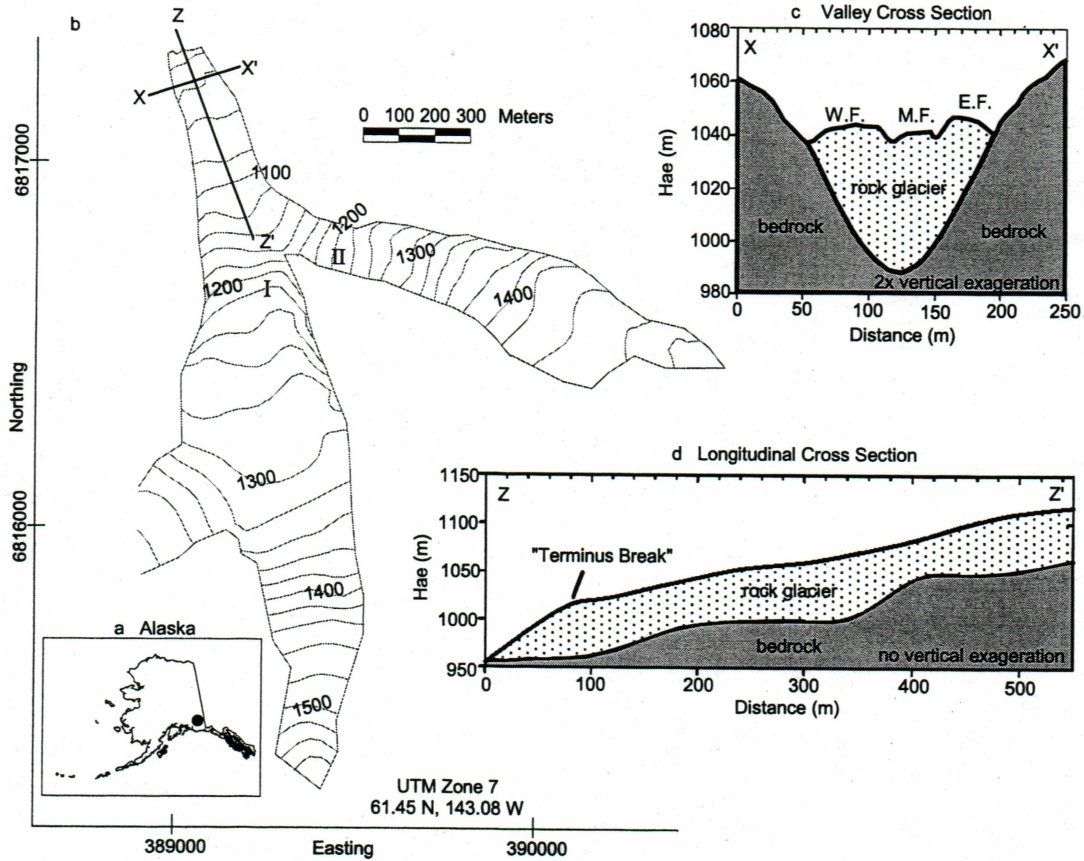 b
Z
X
X'
Z'
0 100 200 300 Meters
1100
1200
II
1300
1400
1200
I
1300
1400
1500
Northing
6817000
6816000
389000
Easting
390000
UTM Zone 7
61.45 N, 143.08 W
a Alaska
c Valley Cross Section
X
X'
W.F.
M.F.
E.F.
rock glacier
bedrock
bedrock
2x vertical exageration
Hae (m)
1080
1060
1040
1020
1000
980
0 50 100 150 200 250
Distance (m)
d Longitudinal Cross Section
Z
Z'
"Terminus Break"
rock glacier
bedrock
no vertical exageration
Hae (m)
1150
1100
1050
1000
950
0 100 200 300 400 500
Distance (m)